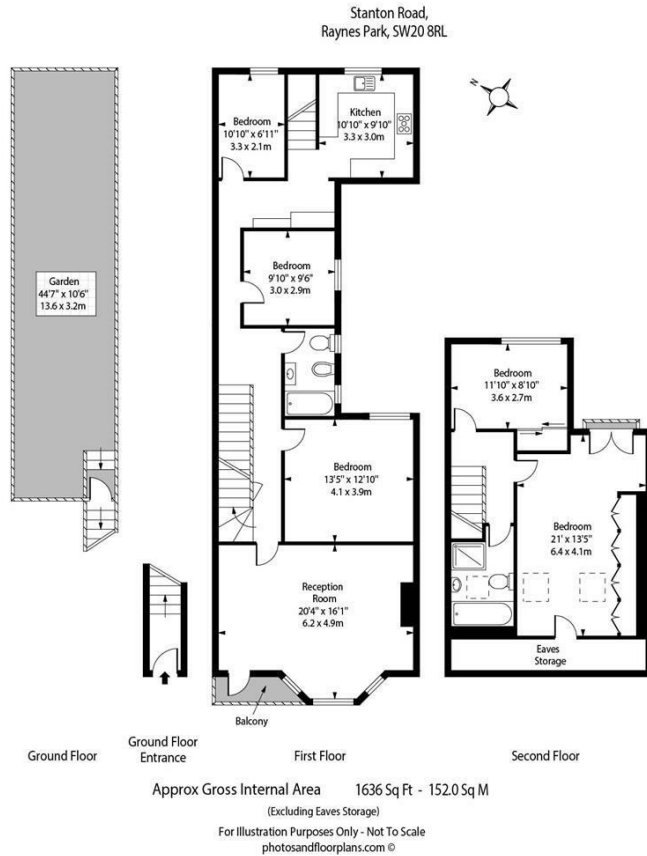 Stanton Road,
Raynes Park, SW20 8RL
N
Bedroom
10'10" x 6'11"
3.3 x 2.1m
Kitchen
10'10" x 9'10"
3.3 x 3.0m
Garden
44'7" x 10'6"
13.6 x 3.2m
Bedroom
9'10" x 9'6"
3.0 x 2.9m
Bedroom
11'10" x 8'10"
3.6 x 2.7m
Bedroom
13'5" x 12'10"
4.1 x 3.9m
Bedroom
21' x 13'5"
6.4 x 4.1m
Reception
Room
20'4" x 16'1"
6.2 x 4.9m
Eaves
Storage
Balcony
Ground Floor
Ground Floor
Entrance
First Floor
Second Floor
Approx Gross Internal Area 1636 Sq Ft - 152.0 Sq M
(Excluding Eaves Storage)
For Illustration Purposes Only - Not To Scale
photosandfloorplans.com ©